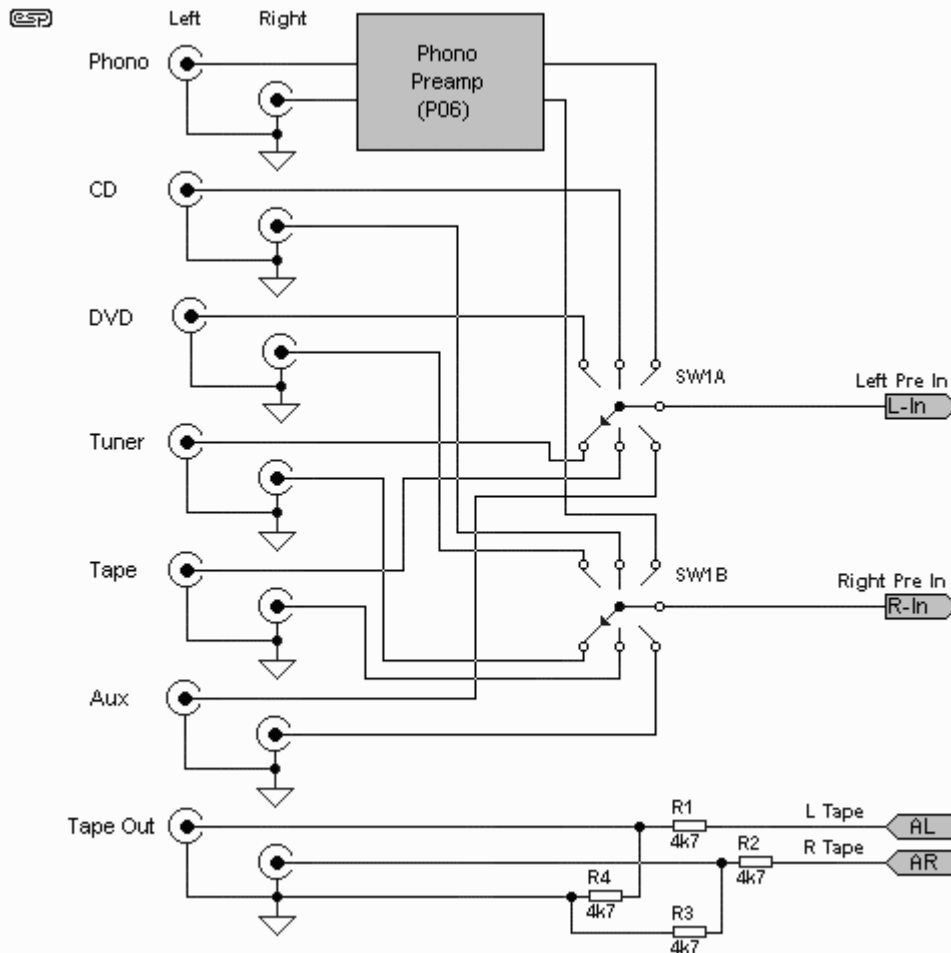 esp
Left Right
Phono
Phono
Preamp
(P06)
CD
DVD
SW1A
Left Pre In
L-In
Tuner
Tape
SW1B
Right Pre In
R-In
Aux
Tape Out
R1
4k7
L Tape
AL
R2
4k7
R Tape
AR
R4
4k7
R3
4k7